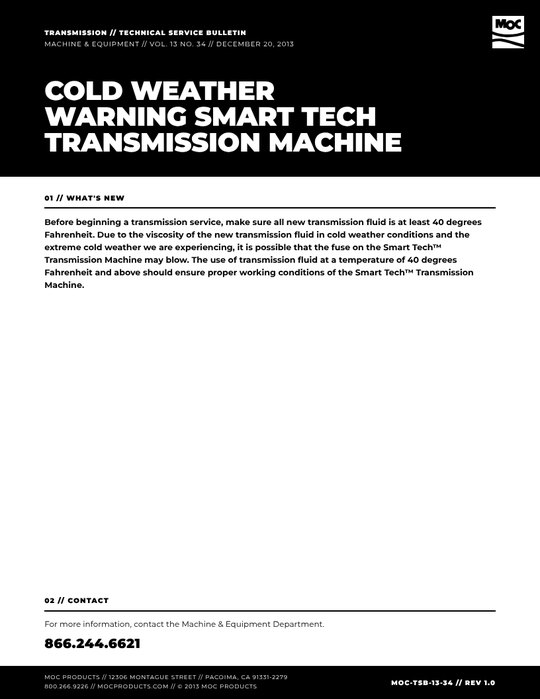 TRANSMISSION // TECHNICAL SERVICE BULLETIN
MACHINE & EQUIPMENT // VOL. 13 NO. 34 // DECEMBER 20, 2013
MOC
COLD WEATHER
WARNING SMART TECH
TRANSMISSION MACHINE
01 // WHAT'S NEW
Before beginning a transmission service, make sure all new transmission fluid is at least 40 degrees
Fahrenheit. Due to the viscosity of the new transmission fluid in cold weather conditions and the
extreme cold weather we are experiencing, it is possible that the fuse on the Smart Tech™
Transmission Machine may blow. The use of transmission fluid at a temperature of 40 degrees
Fahrenheit and above should ensure proper working conditions of the Smart Tech™ Transmission
Machine.
02 // CONTACT
For more information, contact the Machine & Equipment Department.
866.244.6621
MOC PRODUCTS // 12306 MONTAGUE STREET // PACOIMA, CA 91331-2279
800.266.9226 // MOCPRODUCTS.COM // © 2013 MOC PRODUCTS
MOC-TSB-13-34 // REV 1.0